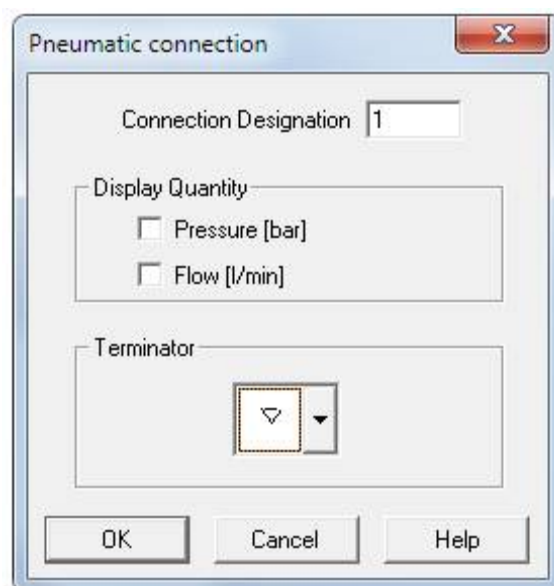 Pneumatic connection
Connection Designation 1
Display Quantity
Pressure [bar]
Flow [l/min]
Terminator
OK Cancel Help